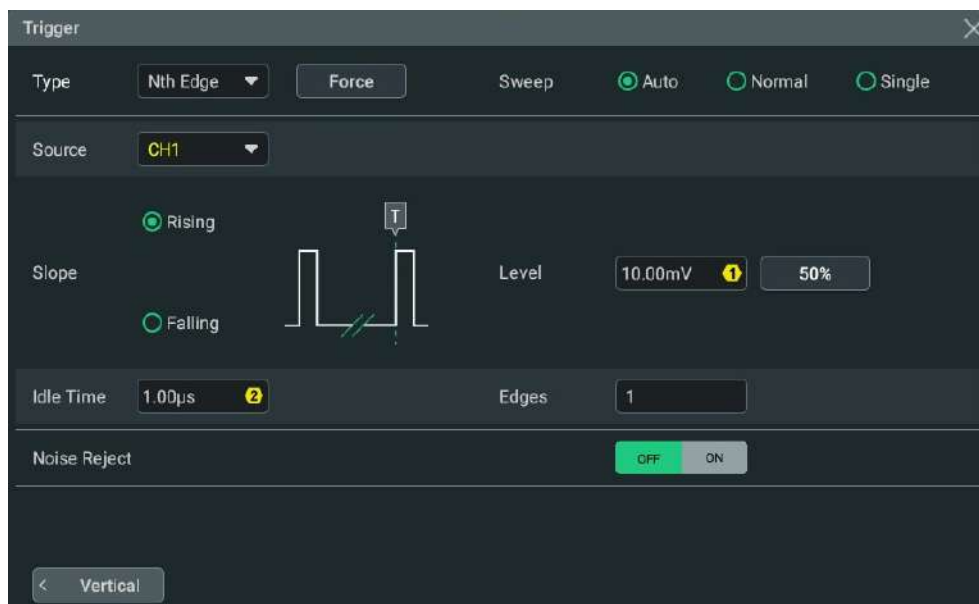 Trigger
Type Nth Edge Force Sweep Auto Normal Single
Source CH1
Rising
T
Slope Level 10.00mV 1 50%
Falling
Idle Time 1.00μs 2 Edges 1
Noise Reject OFF ON
< Vertical